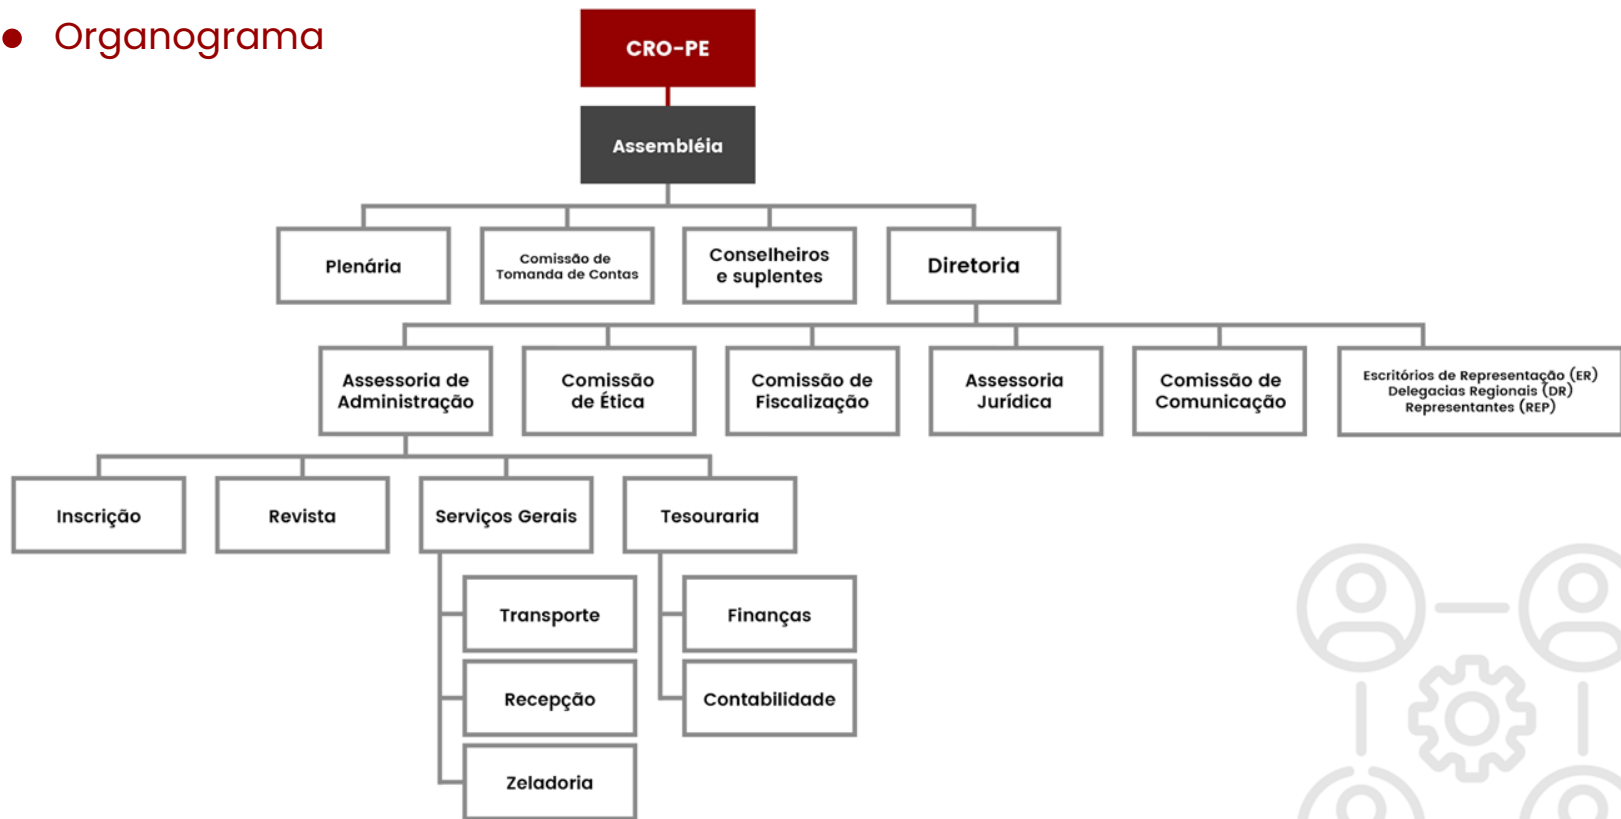 ● Organograma
CRO-PE
Assembléia
Plenária
Comissão de
Tomanda de Contas
Conselheiros
e suplentes
Diretoria
Assessoria de
Administração
Comissão
de Ética
Comissão de
Fiscalização
Assessoria
Jurídica
Comissão de
Comunicação
Escritórios de Representação (ER)
Delegacias Regionais (DR)
Representantes (REP)
Inscrição
Revista
Serviços Gerais
Tesouraria
Transporte
Recepção
Zeladoria
Finanças
Contabilidade